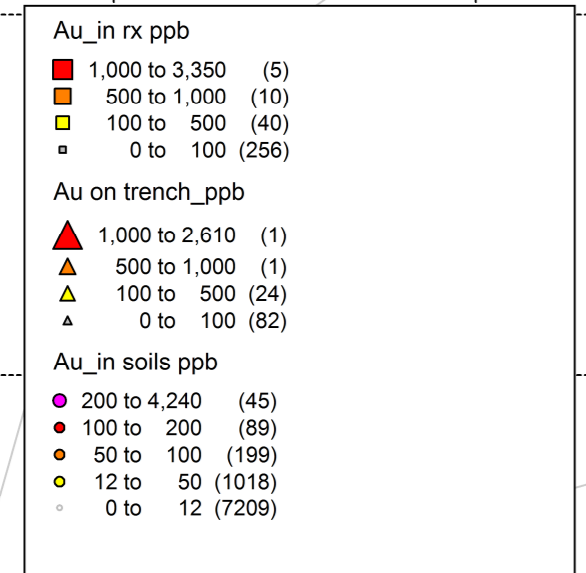 Au_in rx ppb
1,000 to 3,350 (5)
500 to 1,000 (10)
100 to 500 (40)
0 to 100 (256)
Au on trench_ppb
1,000 to 2,610 (1)
500 to 1,000 (1)
100 to 500 (24)
0 to 100 (82)
Au_in soils ppb
200 to 4,240 (45)
100 to 200 (89)
50 to 100 (199)
12 to 50 (1018)
0 to 12 (7209)